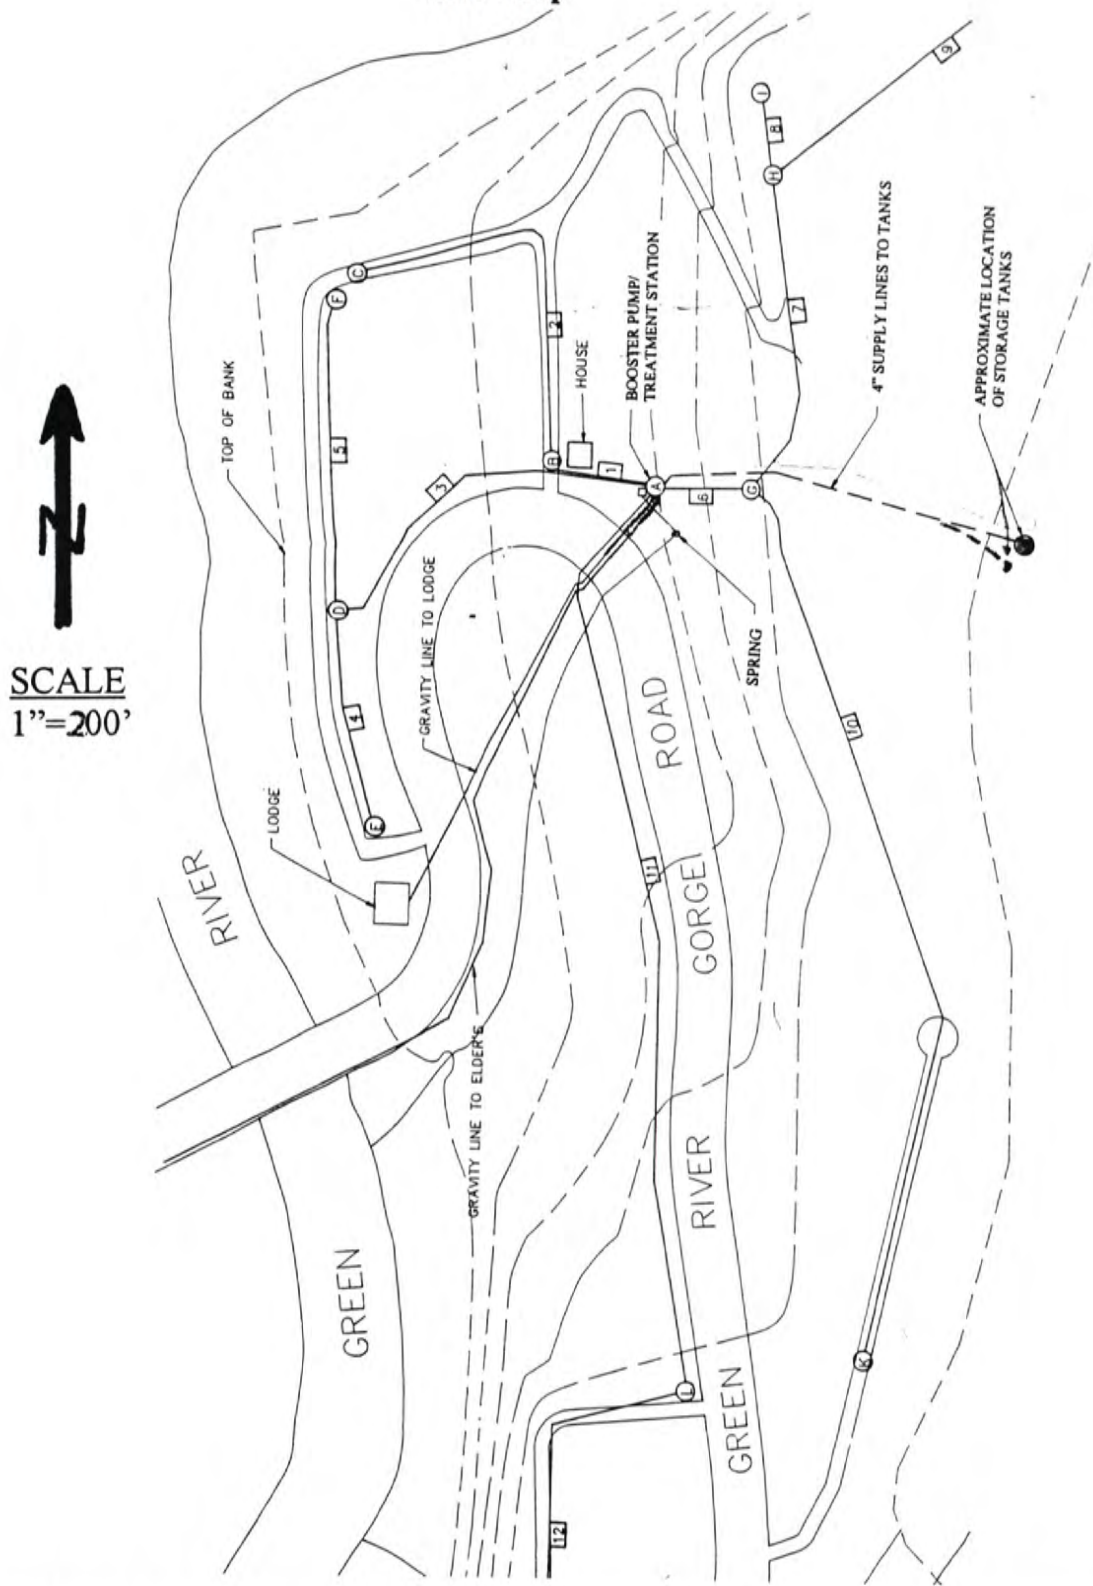 9
I
8
H
7
4" SUPPLY LINES TO TANKS
APPROXIMATE LOCATION
OF STORAGE TANKS
TOP OF BANK
C
F
2
HOUSE
BOOSTER PUMP/
TREATMENT STATION
5
3
B
1
A
6
G
N
SCALE
1"=200'
D
4
E
GRAVITY LINE TO LODGE
SPRING
LODGE
RIVER
GREEN
GRAVITY LINE TO ELDER'S
11
10
ROAD
GORGE
RIVER
GREEN
L
K
12